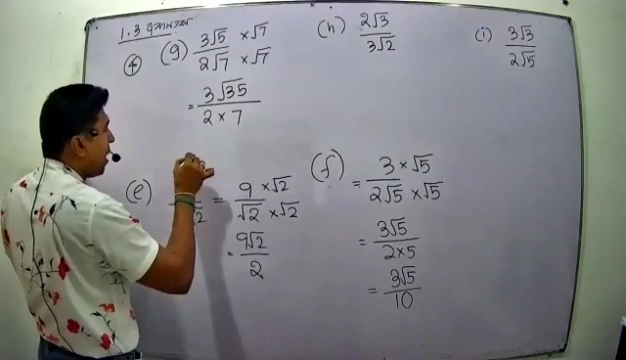 1.3
④ (g) 3√5 × √7 / 2√7 × √7
= 3√35 / 2 × 7
(h) 2√3 / 3√2
(i) 3√3 / 2√5
(e) = 9 × √2 / √2 × √2
= 9√2 / 2
(f) = 3 × √5 / 2√5 × √5
= 3√5 / 2×5
= 3√5 / 10